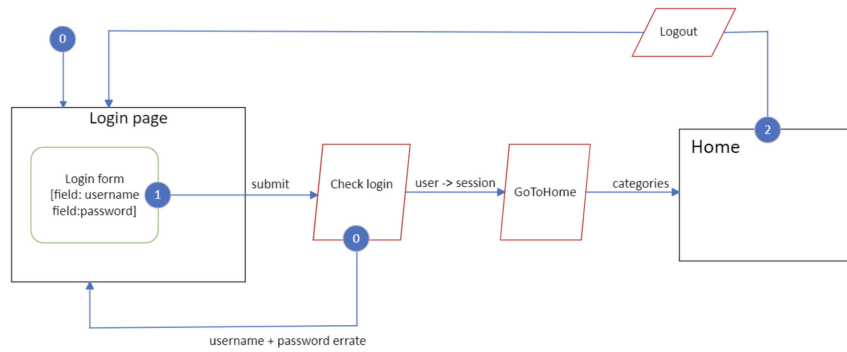 0
Logout
Login page
Login form
[field: username
field:password]
1
submit
Check login
0
user -> session
GoToHome
categories
2
Home
username + password errate